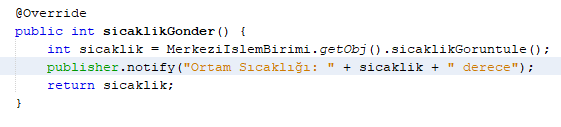 @Override
public int sicaklikGonder() {
int sicaklik = MerkeziIslemBirimi.getObj().sicaklikGoruntule();
publisher.notify("Ortam Sıcaklığı: " + sicaklik + " derece");
return sicaklik;
}